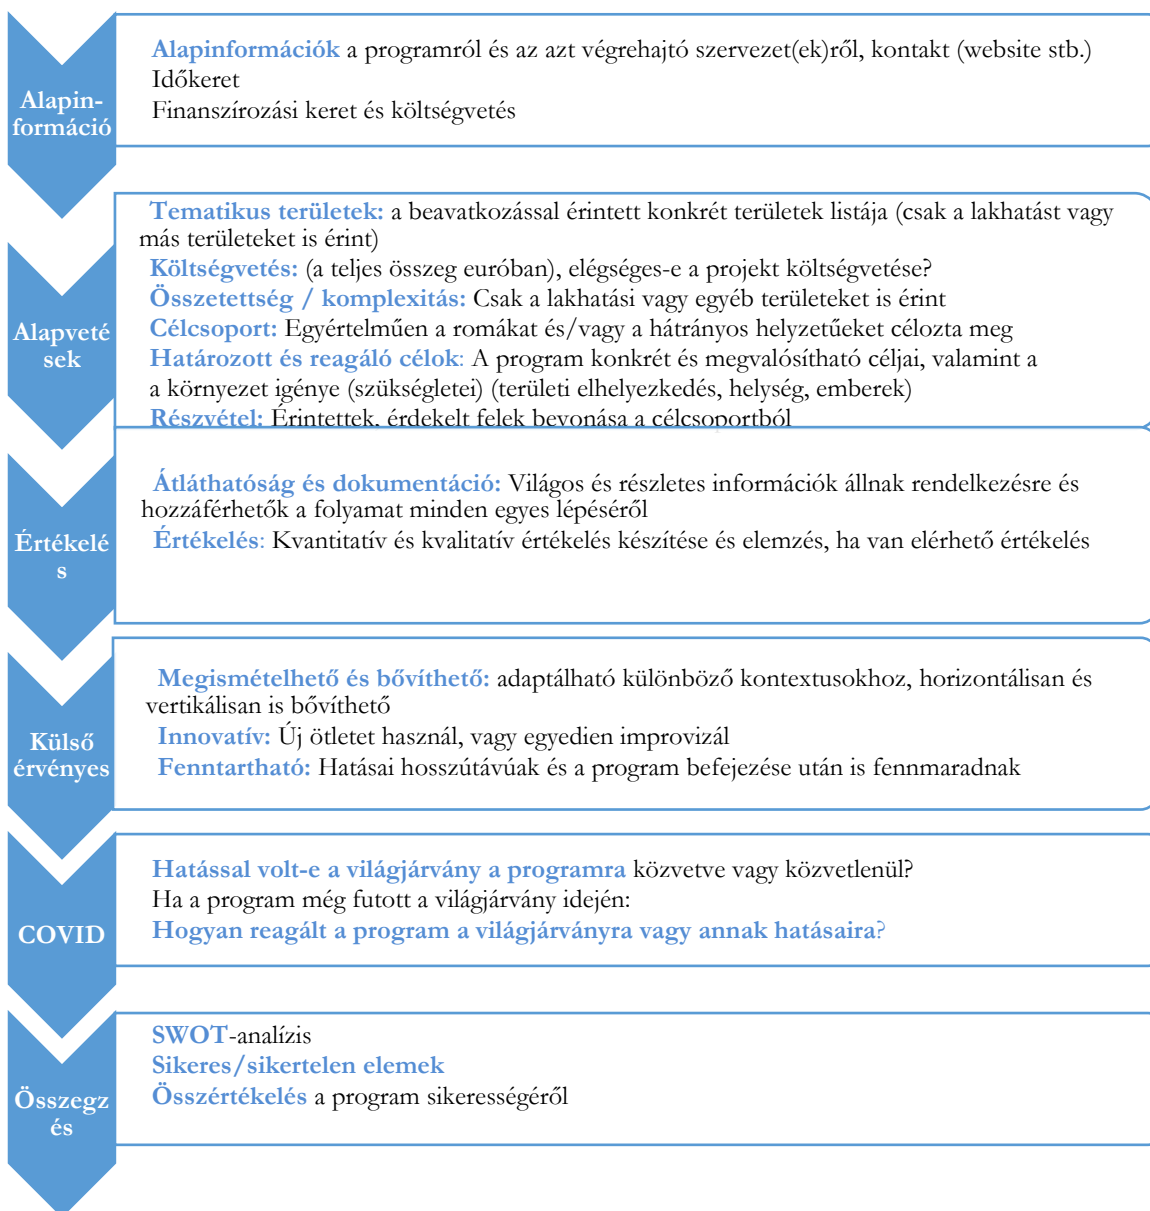 Alapin-
formáció
Alapinformációk a programról és az azt végrehajtó szervezet(ek)ről, kontakt (website stb.)
Időkeret
Finanszírozási keret és költségvetés
Alapveté
sek
Tematikus területek: a beavatkozással érintett konkrét területek listája (csak a lakhatást vagy
más területeket is érint)
Költségvetés: (a teljes összeg euróban), elégséges-e a projekt költségvetése?
Összetettség / komplexitás: Csak a lakhatási vagy egyéb területeket is érint
Célcsoport: Egyértelműen a romákat és/vagy a hátrányos helyzetűeket célozta meg
Határozott és reagáló célok: A program konkrét és megvalósítható céljai, valamint a
a környezet igénye (szükségletei) (területi elhelyezkedés, helység, emberek)
Részvétel: Érintettek, érdekelt felek bevonása a célcsoportból
Értékelé
s
Átláthatóság és dokumentáció: Világos és részletes információk állnak rendelkezésre és
hozzáférhetők a folyamat minden egyes lépéséről
Értékelés: Kvantitatív és kvalitatív értékelés készítése és elemzés, ha van elérhető értékelés
Külső
érvényes
Megismételhető és bővíthető: adaptálható különböző kontextusokhoz, horizontálisan és
vertikálisan is bővíthető
Innovatív: Új ötletet használ, vagy egyedien improvizál
Fenntartható: Hatásai hosszútávúak és a program befejezése után is fennmaradnak
COVID
Hatással volt-e a világjárvány a programra közvetve vagy közvetlenül?
Ha a program még futott a világjárvány idején:
Hogyan reagált a program a világjárványra vagy annak hatásaira?
Összegz
és
SWOT-analízis
Sikeres/sikertelen elemek
Összértékelés a program sikerességéről